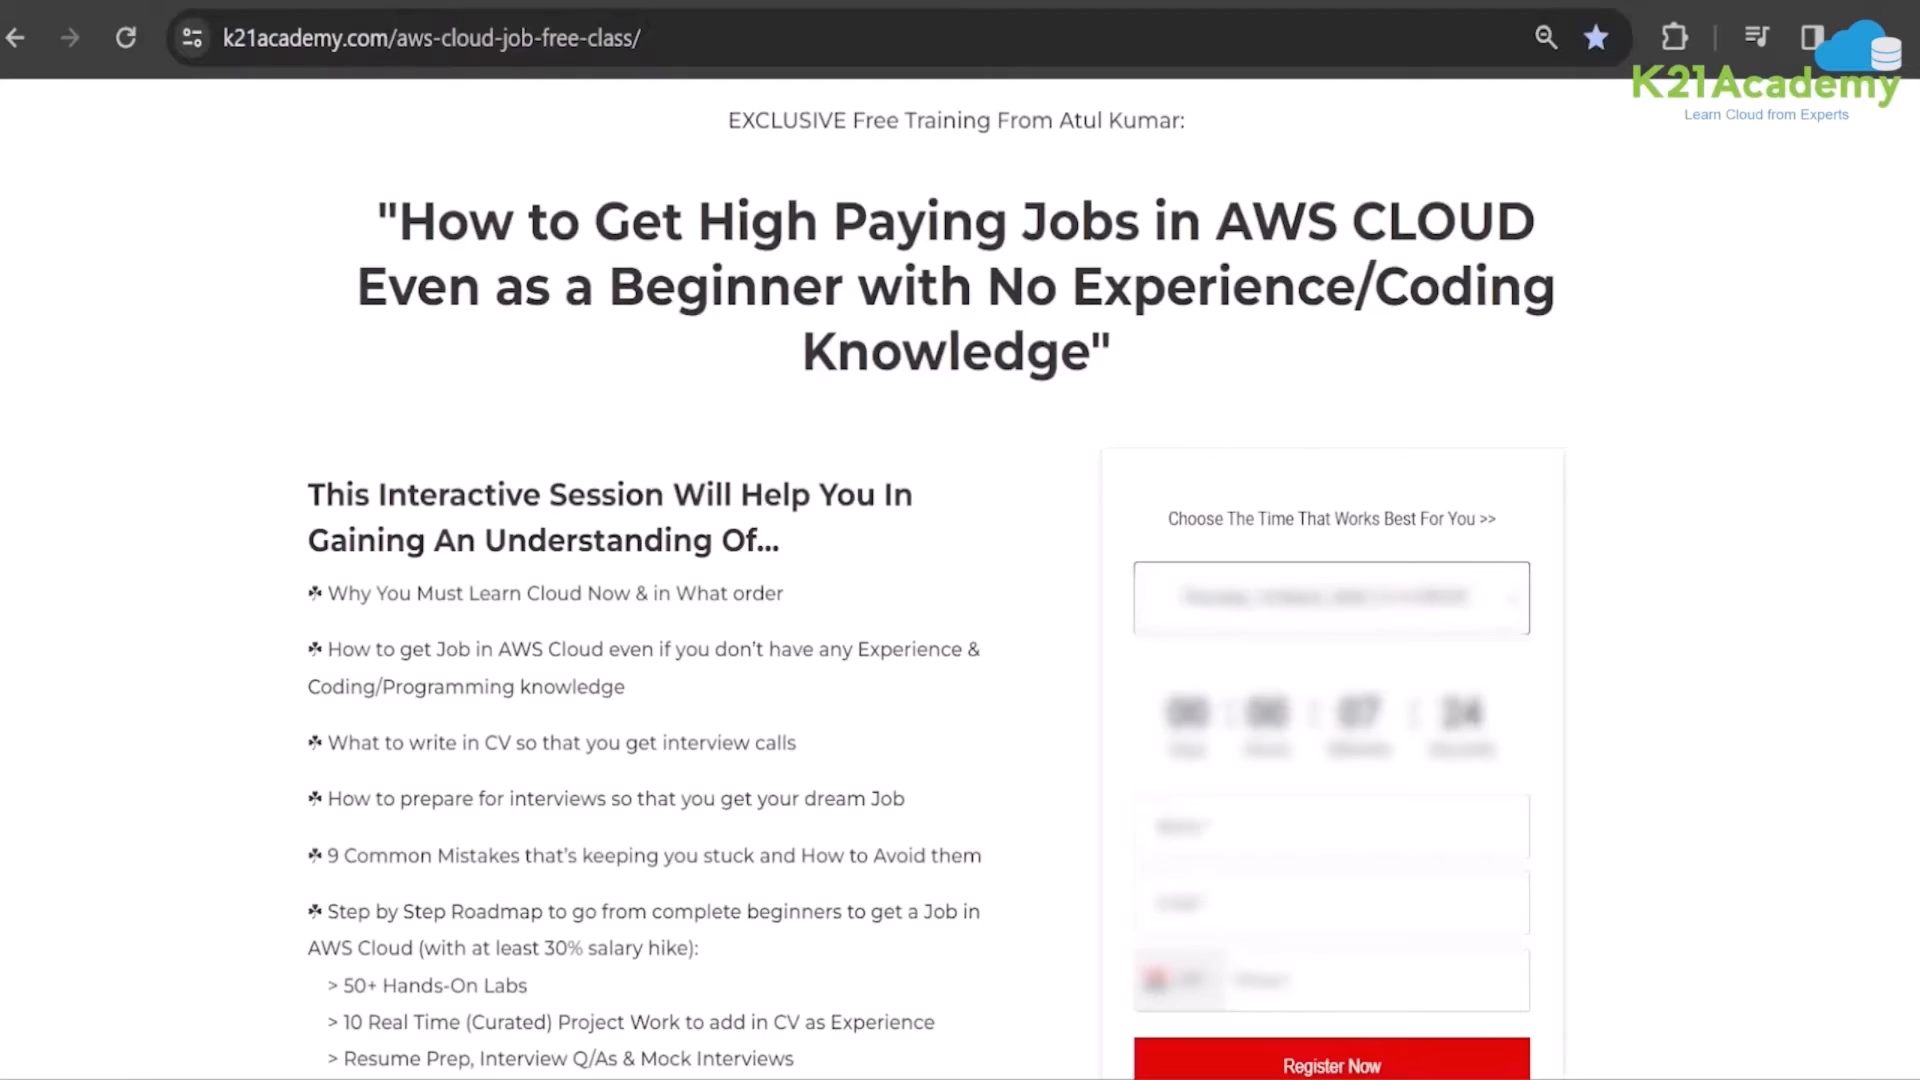 k21academy.com/aws-cloud-job-free-class/
K21Academy
Learn Cloud from Experts
EXCLUSIVE Free Training From Atul Kumar:
"How to Get High Paying Jobs in AWS CLOUD
Even as a Beginner with No Experience/Coding
Knowledge"
This Interactive Session Will Help You In
Gaining An Understanding Of...
☘ Why You Must Learn Cloud Now & in What order
☘ How to get Job in AWS Cloud even if you don't have any Experience &
Coding/Programming knowledge
☘ What to write in CV so that you get interview calls
☘ How to prepare for interviews so that you get your dream Job
☘ 9 Common Mistakes that's keeping you stuck and How to Avoid them
☘ Step by Step Roadmap to go from complete beginners to get a Job in
AWS Cloud (with at least 30% salary hike):
> 50+ Hands-On Labs
> 10 Real Time (Curated) Project Work to add in CV as Experience
> Resume Prep, Interview Q/As & Mock Interviews
Choose The Time That Works Best For You >>
00 : 00 : 07 : 24
Register Now